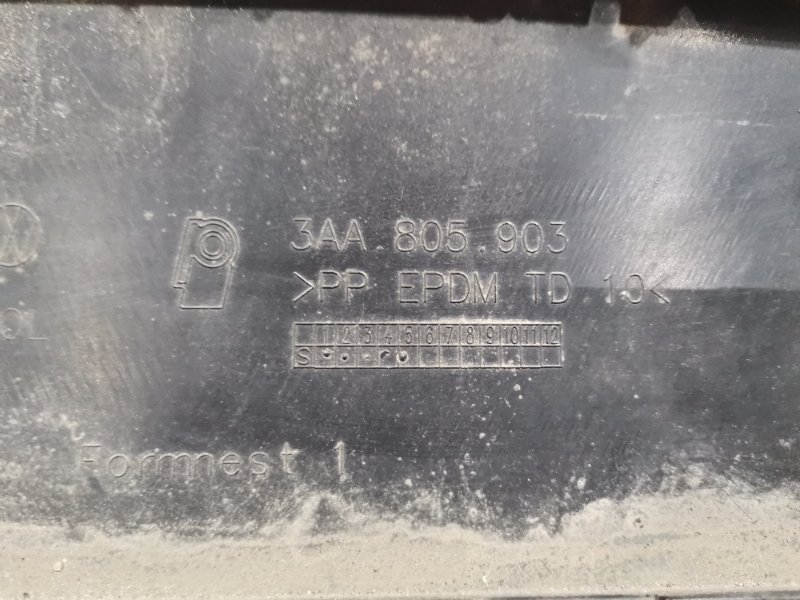 3AA.805.903
>PP EPDM TD 10<
1 2 3 4 5 6 7 8 9 10 11 12
S
Formnest 1